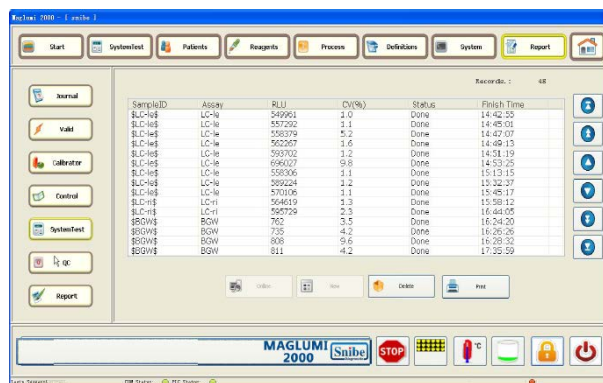 Maglumi 2000 - [ snibe ]
Start SystemTest Patients Reagents Process Definitions System Report
Records. : 48
Journal
Valid
Calibrator
Control
SystemTest
QC
Report
SampleID Assay RLU CV(%) Status Finish Time
$LC-le$ LC-le 549961 1.0 Done 14:42:55
$LC-le$ LC-le 557292 1.1 Done 14:45:01
$LC-le$ LC-le 558379 5.2 Done 14:47:07
$LC-le$ LC-le 562267 1.6 Done 14:49:13
$LC-le$ LC-le 593702 1.2 Done 14:51:19
$LC-le$ LC-le 696027 9.8 Done 14:53:25
$LC-le$ LC-le 558306 1.1 Done 15:13:15
$LC-le$ LC-le 589224 1.2 Done 15:32:37
$LC-le$ LC-le 570106 1.1 Done 15:45:17
$LC-ri$ LC-ri 564619 1.3 Done 15:58:12
$LC-ri$ LC-ri 595729 2.3 Done 16:44:05
$BGW$ BGW 762 3.5 Done 16:24:20
$BGW$ BGW 735 4.2 Done 16:26:26
$BGW$ BGW 808 9.6 Done 16:28:32
$BGW$ BGW 811 4.2 Done 17:35:59
Online View Delete Print
MAGLUMI 2000 Snibe STOP °C